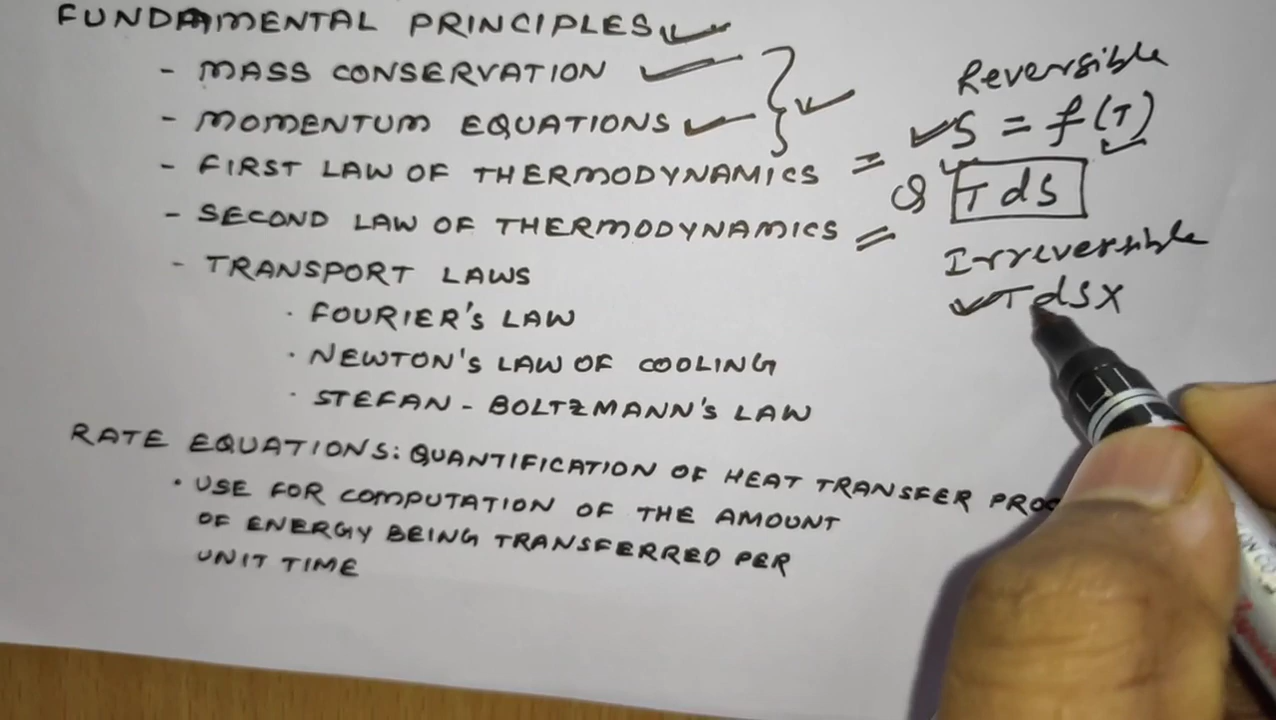 FUNDAMENTAL PRINCIPLES
- MASS CONSERVATION
- MOMENTUM EQUATIONS
- FIRST LAW OF THERMODYNAMICS =
- SECOND LAW OF THERMODYNAMICS =
- TRANSPORT LAWS
· FOURIER'S LAW
· NEWTON'S LAW OF COOLING
· STEFAN - BOLTZMANN'S LAW
RATE EQUATIONS: QUANTIFICATION OF HEAT TRANSFER
· USE FOR COMPUTATION OF THE AMOUNT
OF ENERGY BEING TRANSFERRED PER
UNIT TIME
Reversible
S = f(T)
TdS
Irreversible
TdSX